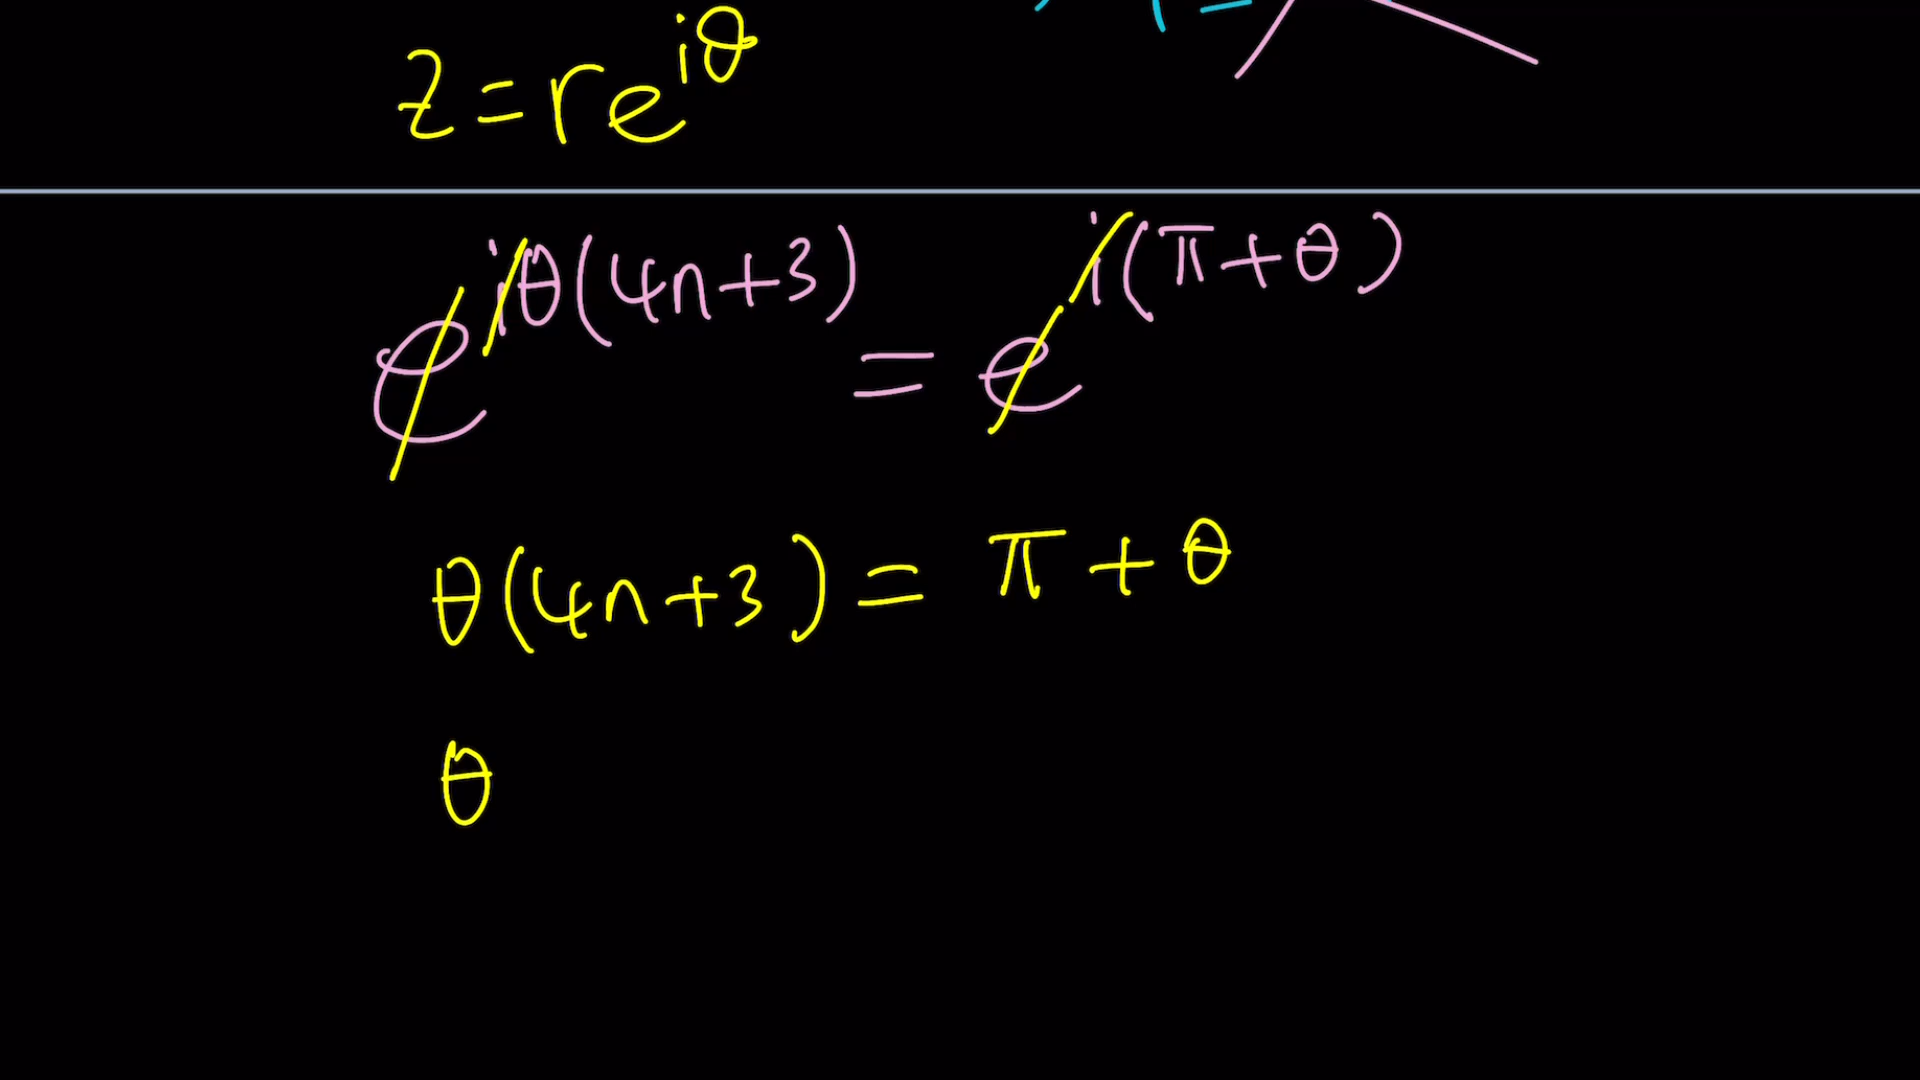 z=re^{iθ}
e^{iθ(4n+3)} = e^{i(π+θ)}
θ(4n+3) = π+θ
θ